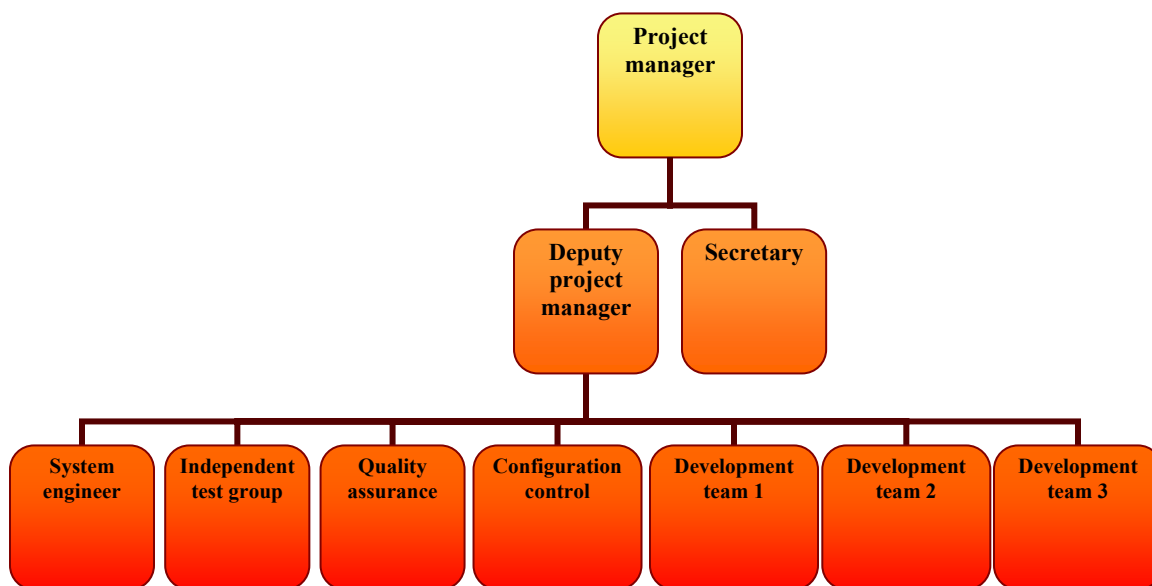 Project
manager
Deputy
project
manager
Secretary
System
engineer
Independent
test group
Quality
assurance
Configuration
control
Development
team 1
Development
team 2
Development
team 3